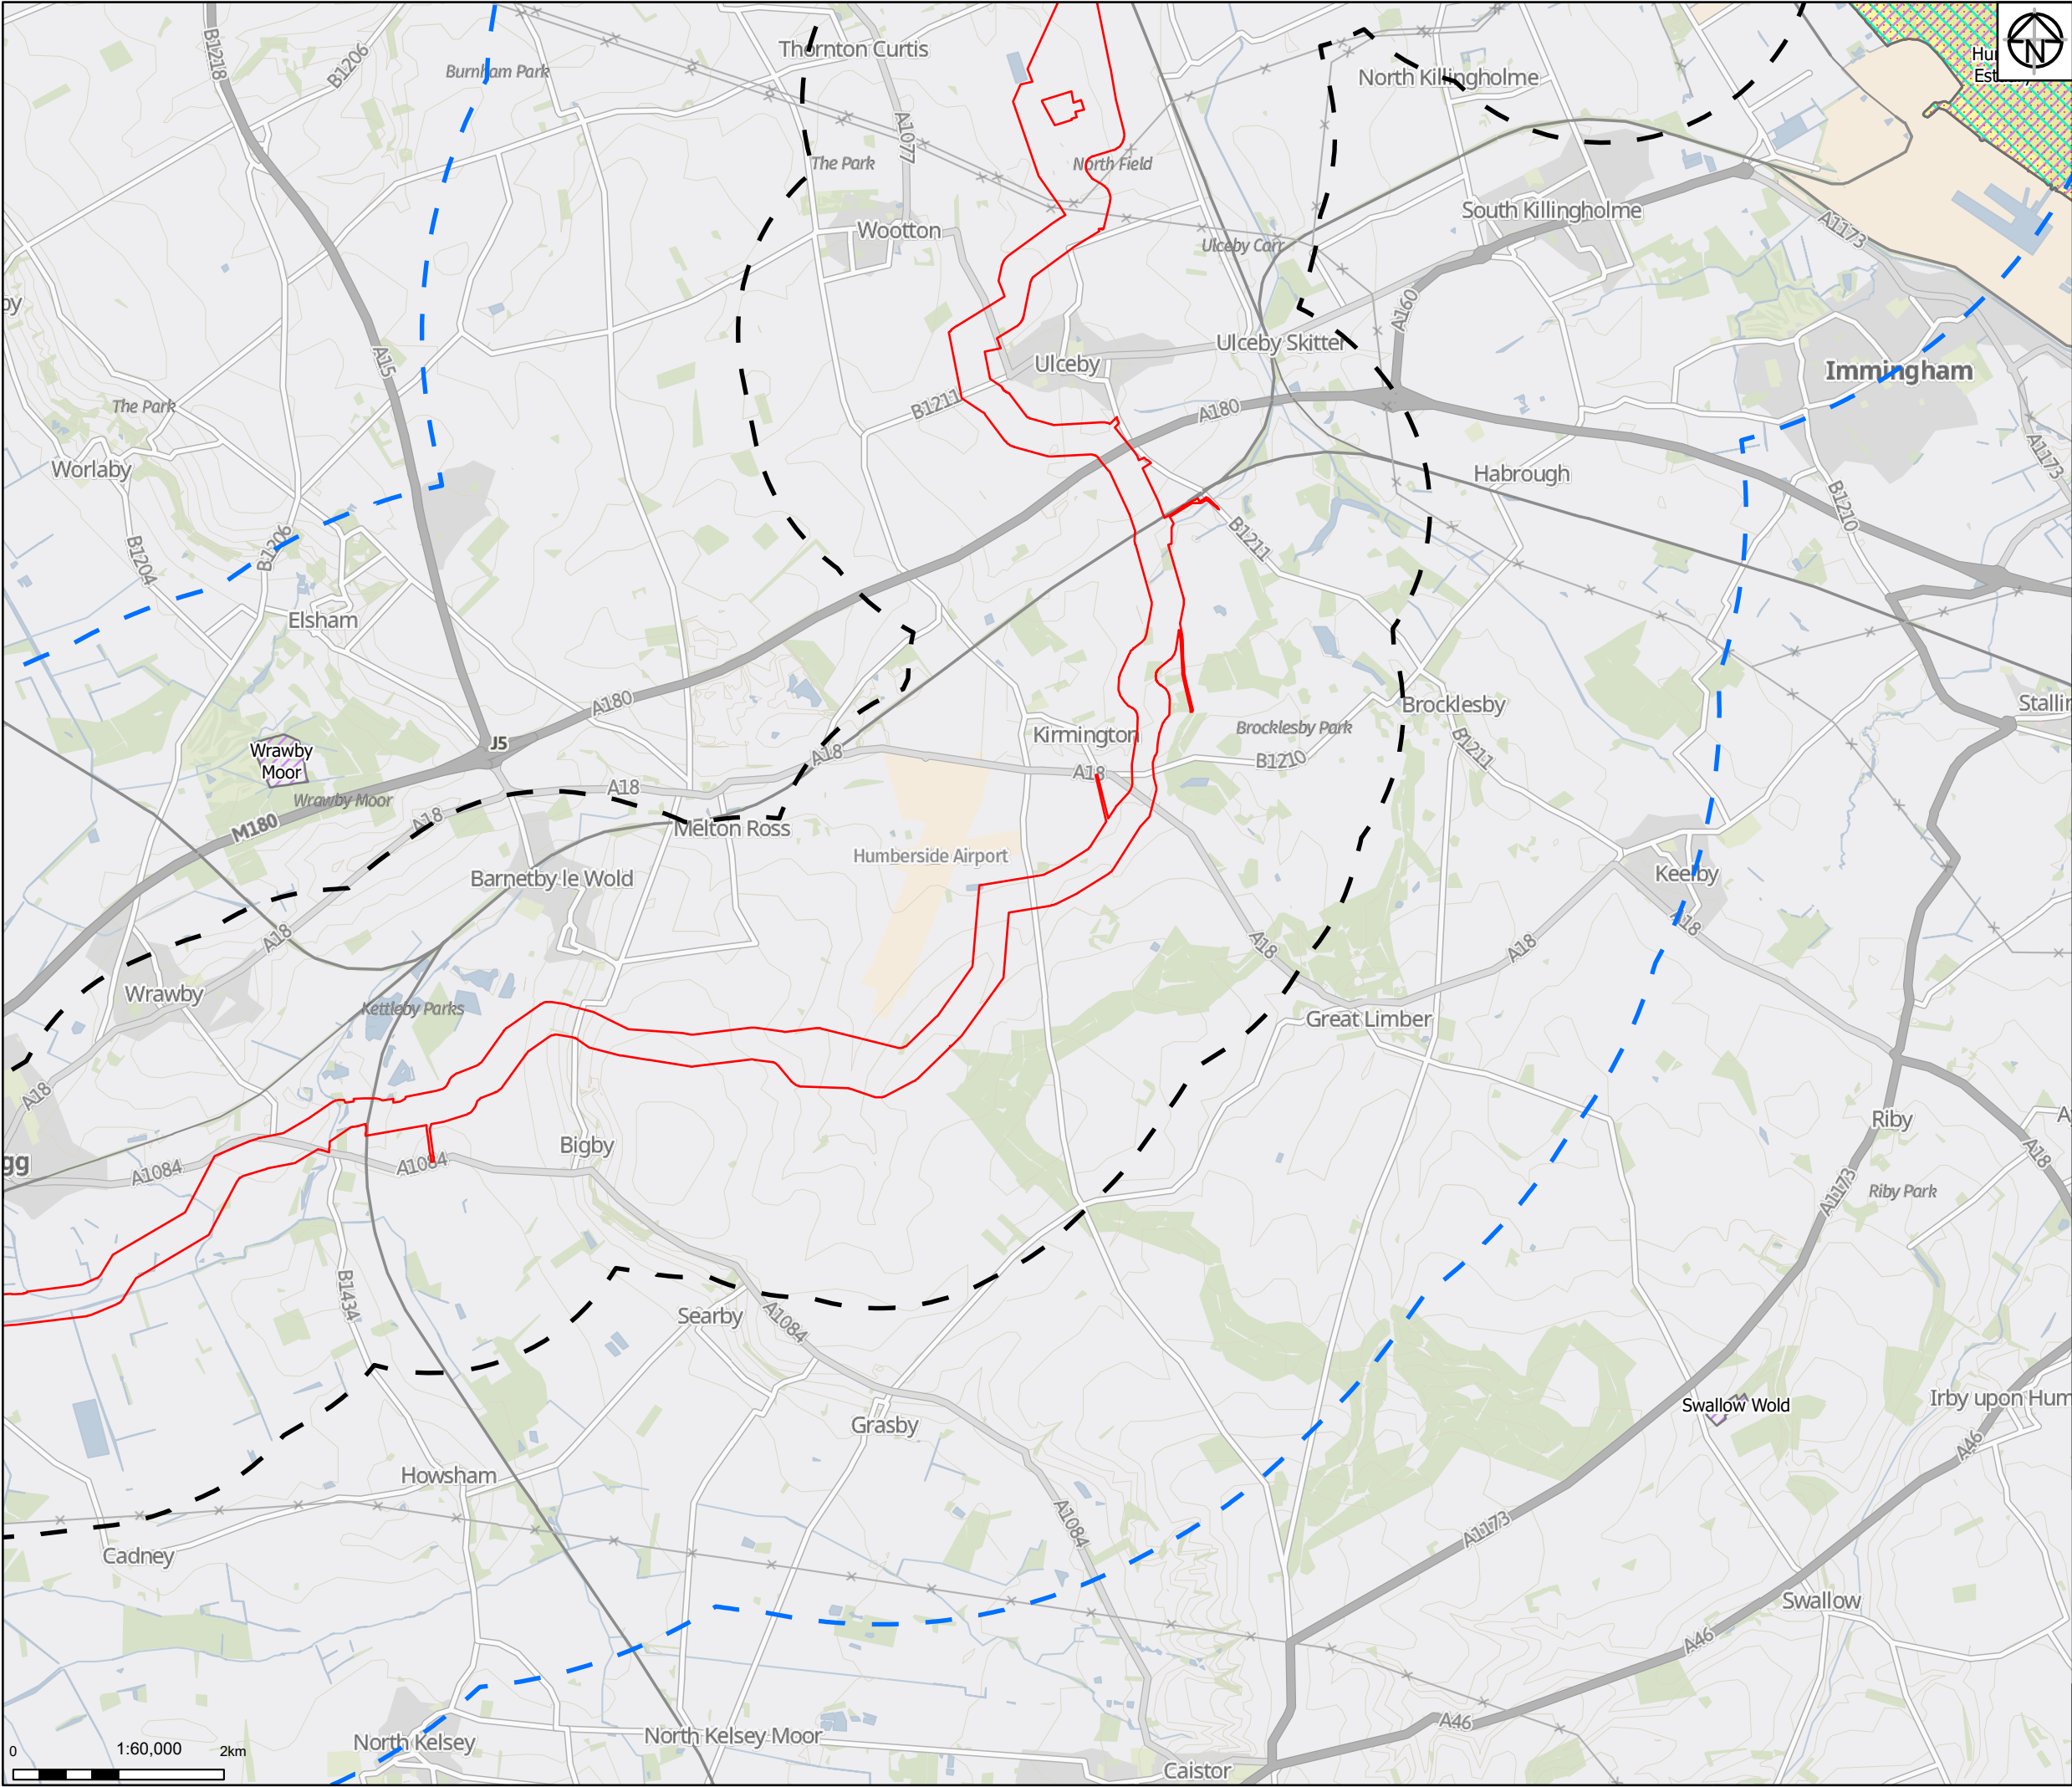 B1218
B1206
Burnham Park
Thornton Curtis
A1077
The Park
North Field
North Killingholme
N
Wootton
Ulceby Carr
South Killingholme
A1173
A160
A15
Ulceby
Ulceby Skitter
Immingham
The Park
B1211
A180
Worlaby
Habrough
A1173
B1210
B1204
B1206
B1211
Elsham
A180
Brocklesby
Kirmington
Brocklesby Park
B1211
J5
Wrawby
Moor
A18
A18
B1210
Wrawby Moor
A18
A18
M180
Melton Ross
Humberside Airport
Barnetby le Wold
Keelby
A18
A18
A18
A18
Wrawby
Kettleby Parks
Great Limber
A18
Riby
Bigby
A18
A1084
A1084
Riby Park
A1173
B1434
Searby
A1084
Swallow Wold
Grasby
A46
Howsham
A1084
A1173
Cadney
Swallow
A46
North Kelsey
North Kelsey Moor
A46
Caistor
0 1:60,000 2km